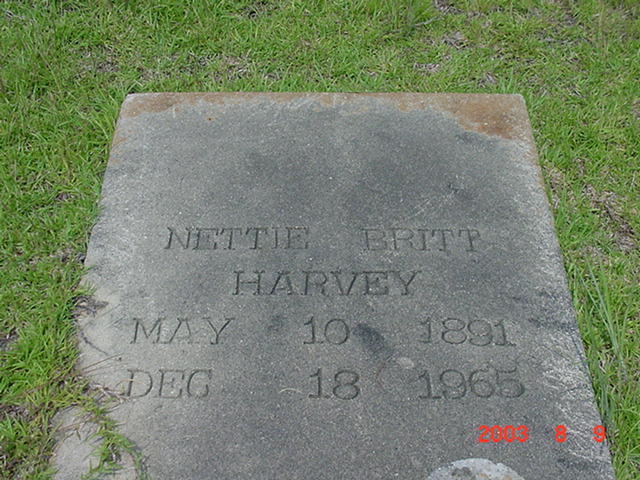 NETTIE BRITT
HARVEY
MAY 10 1891
DEC 18 1965
2003 8 9